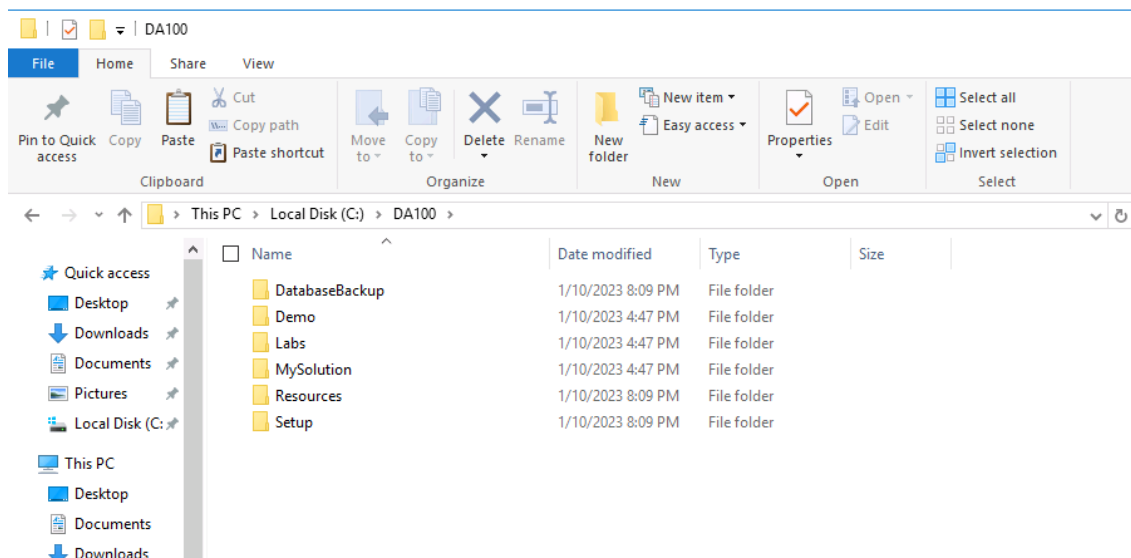 DA100
File Home Share View
Pin to Quick access Copy Paste Cut
Copy path
Paste shortcut
Clipboard
Move to Copy to Delete Rename
Organize
New folder New item
Easy access
New
Properties Open
Edit
Open
Select all
Select none
Invert selection
Select
This PC > Local Disk (C:) > DA100 >
Quick access
Desktop
Downloads
Documents
Pictures
Local Disk (C:
This PC
Desktop
Documents
Downloads
Name Date modified Type Size
DatabaseBackup 1/10/2023 8:09 PM File folder
Demo 1/10/2023 4:47 PM File folder
Labs 1/10/2023 4:47 PM File folder
MySolution 1/10/2023 4:47 PM File folder
Resources 1/10/2023 8:09 PM File folder
Setup 1/10/2023 8:09 PM File folder